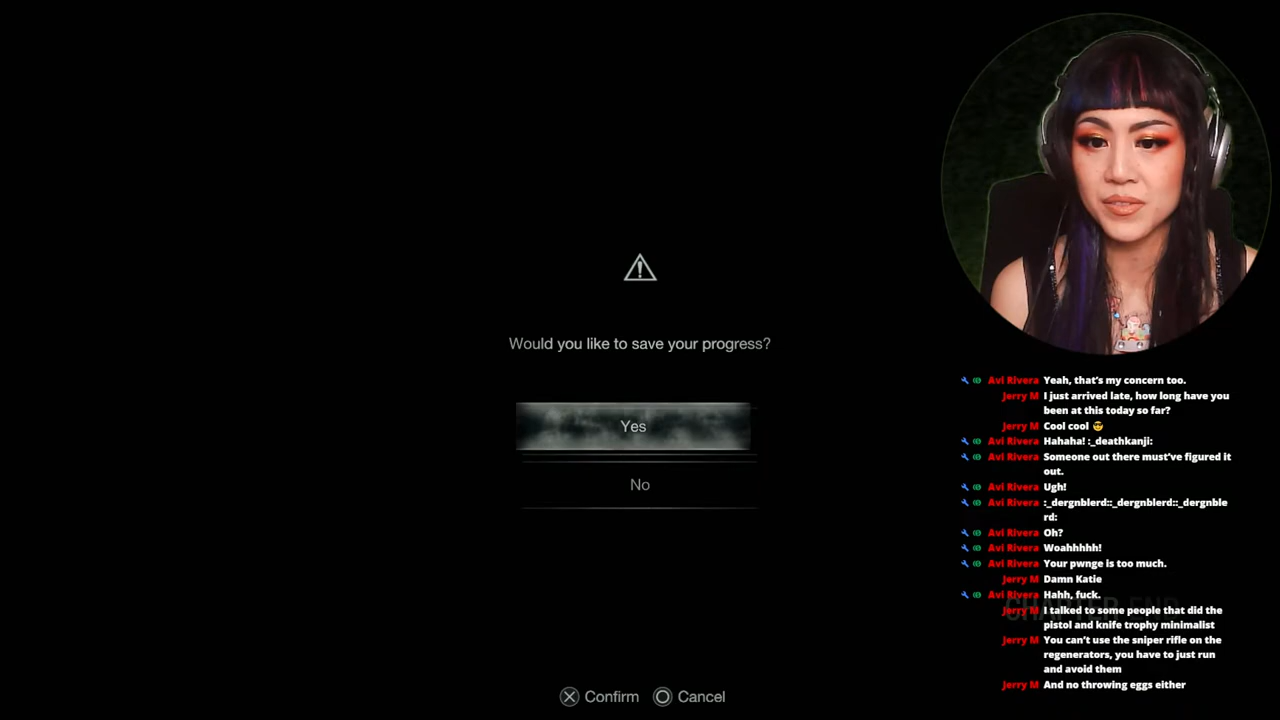 Would you like to save your progress?
Yes
No
Confirm
Cancel
Avi Rivera Yeah, that's my concern too.
Jerry M I just arrived late, how long have you
been at this today so far?
Jerry M Cool cool 😎
Avi Rivera Hahaha! :_deathkanji:
Avi Rivera Someone out there must've figured it
out.
Avi Rivera Ugh!
Avi Rivera :_dergnblerd::_dergnblerd::_dergnble
rd:
Avi Rivera Oh?
Avi Rivera Woahhhhh!
Avi Rivera Your pwnge is too much.
Jerry M Damn Katie
Avi Rivera Hahh, fuck.
CHAPTER END
Jerry M I talked to some people that did the
pistol and knife trophy minimalist
Jerry M You can't use the sniper rifle on the
regenerators, you have to just run
and avoid them
Jerry M And no throwing eggs either